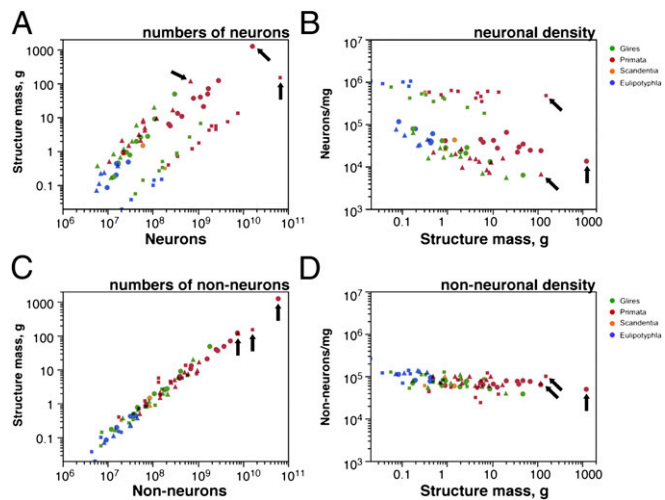 A
numbers of neurons
Structure mass, g
1000
100
10
1
0.1
10⁶
10⁷
10⁸
10⁹
10¹⁰
10¹¹
Neurons
B
neuronal density
Neurons/mg
10⁷
10⁶
10⁵
10⁴
10³
0.1
1
10
100
1000
Structure mass, g
Glires
Primata
Scandentia
Eulipotyphla
C
numbers of non-neurons
Structure mass, g
1000
100
10
1
0.1
10⁶
10⁷
10⁸
10⁹
10¹⁰
10¹¹
Non-neurons
D
non-neuronal density
Non-neurons/mg
10⁷
10⁶
10⁵
10⁴
10³
0.1
1
10
100
1000
Structure mass, g
Glires
Primata
Scandentia
Eulipotyphla